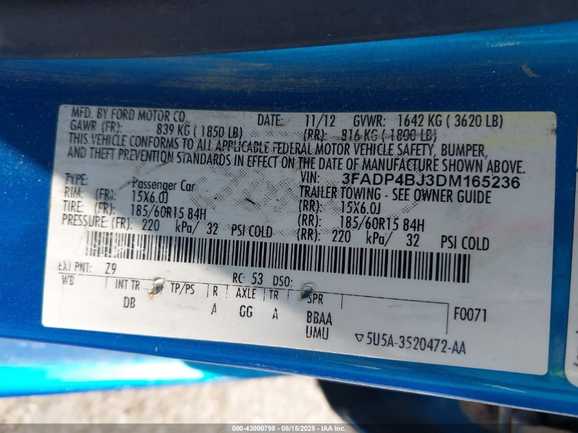 MFD. BY FORD MOTOR CO. DATE: 11/12 GVWR: 1642 KG ( 3620 LB)
GAWR (FR): 839 KG ( 1850 LB) (RR): 816 KG ( 1800 LB)
THIS VEHICLE CONFORMS TO ALL APPLICABLE FEDERAL MOTOR VEHICLE SAFETY, BUMPER,
AND THEFT PREVENTION STANDARDS IN EFFECT ON THE DATE OF MANUFACTURE SHOWN ABOVE.
VIN: 3FADP4BJ3DM165236
TYPE: Passenger Car TRAILER TOWING - SEE OWNER GUIDE
RIM: (FR): 15X6.0J (RR): 15X6.0J
TIRE: (FR): 185/60R15 84H (RR): 185/60R15 84H
PRESSURE: (FR): 220 kPa/ 32 PSI COLD (RR): 220 kPa/ 32 PSI COLD
EXT PNT: Z9 RC: 53 DSO:
WB INT TR TP/PS R AXLE TR SPR F0071
DB A GG A BBAA
UMU 5U5A-3520472-AA
000-43000798 - 08/15/2025 - www.iaai.com